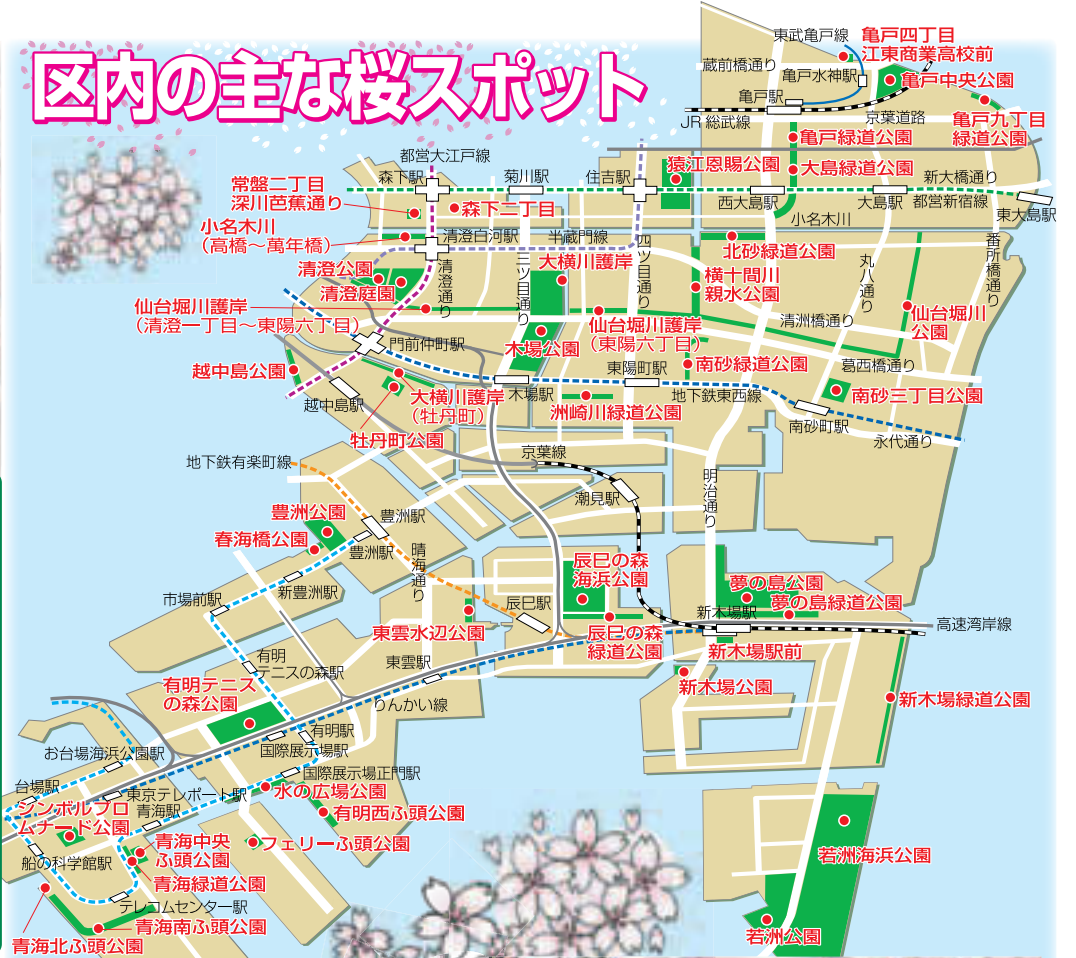 区内の主な桜スポット
東武亀戸線
亀戸四丁目
江東商業高校前
蔵前橋通り
亀戸水神駅
亀戸中央公園
亀戸駅
JR 総武線
京葉道路
亀戸九丁目
緑道公園
亀戸緑道公園
都営大江戸線
猿江恩賜公園
大島緑道公園
常盤二丁目
深川芭蕉通り
森下駅
菊川駅
住吉駅
新大橋通り
西大島駅
大島駅
都営新宿線
東大島駅
森下二丁目
小名木川
小名木川
(高橋～萬年橋)
清澄白河駅
半蔵門線
四ツ目通り
北砂緑道公園
番所橋通り
清澄公園
清澄庭園
清澄通り
三ツ目通り
大横川護岸
横十間川
親水公園
丸八通り
仙台堀川護岸
(清澄一丁目～東陽六丁目)
仙台堀川護岸
(東陽六丁目)
清洲橋通り
仙台堀川
公園
門前仲町駅
木場公園
越中島公園
東陽町駅
南砂緑道公園
葛西橋通り
越中島駅
大横川護岸
(牡丹町)
木場駅
洲崎川緑道公園
地下鉄東西線
南砂三丁目公園
南砂町駅
永代通り
牡丹町公園
地下鉄有楽町線
京葉線
明治通り
潮見駅
豊洲公園
豊洲駅
春海橋公園
豊洲駅
晴海通り
新豊洲駅
市場前駅
辰巳の森
海浜公園
夢の島公園
夢の島緑道公園
辰巳駅
新木場駅
高速湾岸線
東雲水辺公園
辰巳の森
緑道公園
新木場駅前
有明
テニスの森駅
東雲駅
新木場公園
有明テニス
の森公園
りんかい線
新木場緑道公園
有明駅
国際展示場駅
お台場海浜公園駅
国際展示場正門駅
台場駅
東京テレポート駅
水の広場公園
シンボルプロ
ムナード公園
青海駅
有明西ふ頭公園
青海中央
ふ頭公園
フェリーふ頭公園
船の科学館駅
青海緑道公園
若洲海浜公園
テレコムセンター駅
青海南ふ頭公園
青海北ふ頭公園
若洲公園